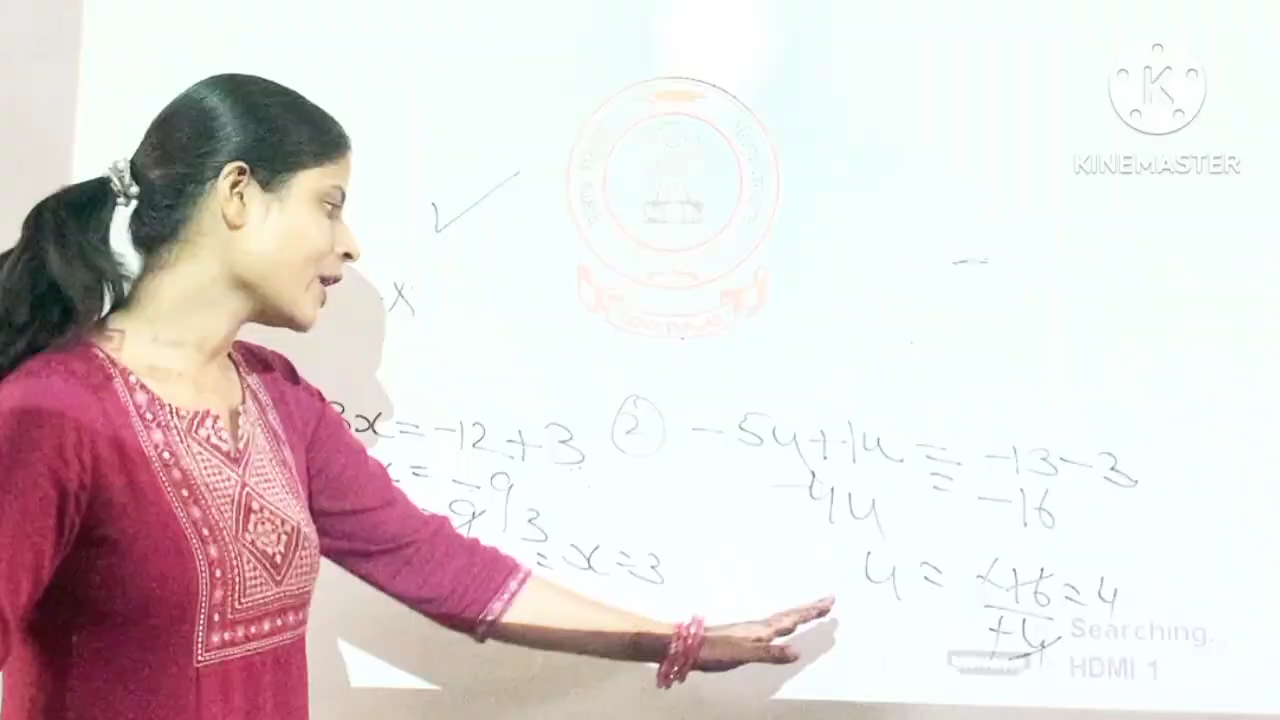 KINEMASTER
✓
x
3x = -12 + 3
② -5y + 1y = -13 - 3
x = -9
-4y = -16
-9 3
= x = 3
y = -16 = 4
-4
Searching.
HDMI 1